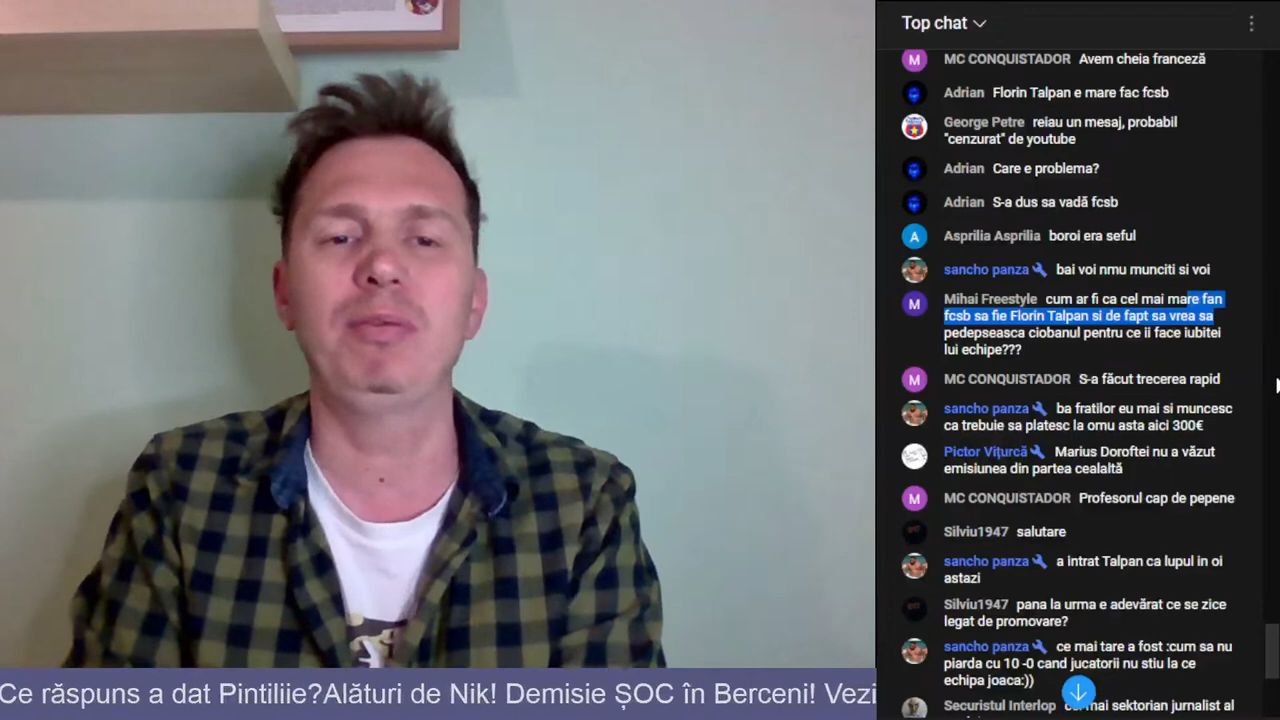 Top chat
MC CONQUISTADOR Avem cheia franceză
Adrian Florin Talpan e mare fac fcsb
George Petre reiau un mesaj, probabil
"cenzurat" de youtube
Adrian Care e problema?
Adrian S-a dus sa vadă fcsb
Asprilia Asprilia boroi era seful
sancho panza bai voi nmu munciti si voi
Mihai Freestyle cum ar fi ca cel mai mare fan
fcsb sa fie Florin Talpan si de fapt sa vrea sa
pedepseasca ciobanul pentru ce ii face iubitei
lui echipe???
MC CONQUISTADOR S-a făcut trecerea rapid
sancho panza ba fratilor eu mai si muncesc
ca trebuie sa platesc la omu asta aici 300€
Pictor Vițurcă Marius Doroftei nu a văzut
emisiunea din partea cealaltă
MC CONQUISTADOR Profesorul cap de pepene
Silviu1947 salutare
sancho panza a intrat Talpan ca lupul in oi
astazi
Silviu1947 pana la urma e adevărat ce se zice
legat de promovare?
sancho panza ce mai tare a fost :cum sa nu
piarda cu 10 -0 cand jucatorii nu stiu la ce
echipa joaca:))
Securistul Interlop mai sektorian jurnalist al
Ce răspuns a dat Pintiliie?Alături de Nik! Demisie ȘOC în Berceni! Vezi